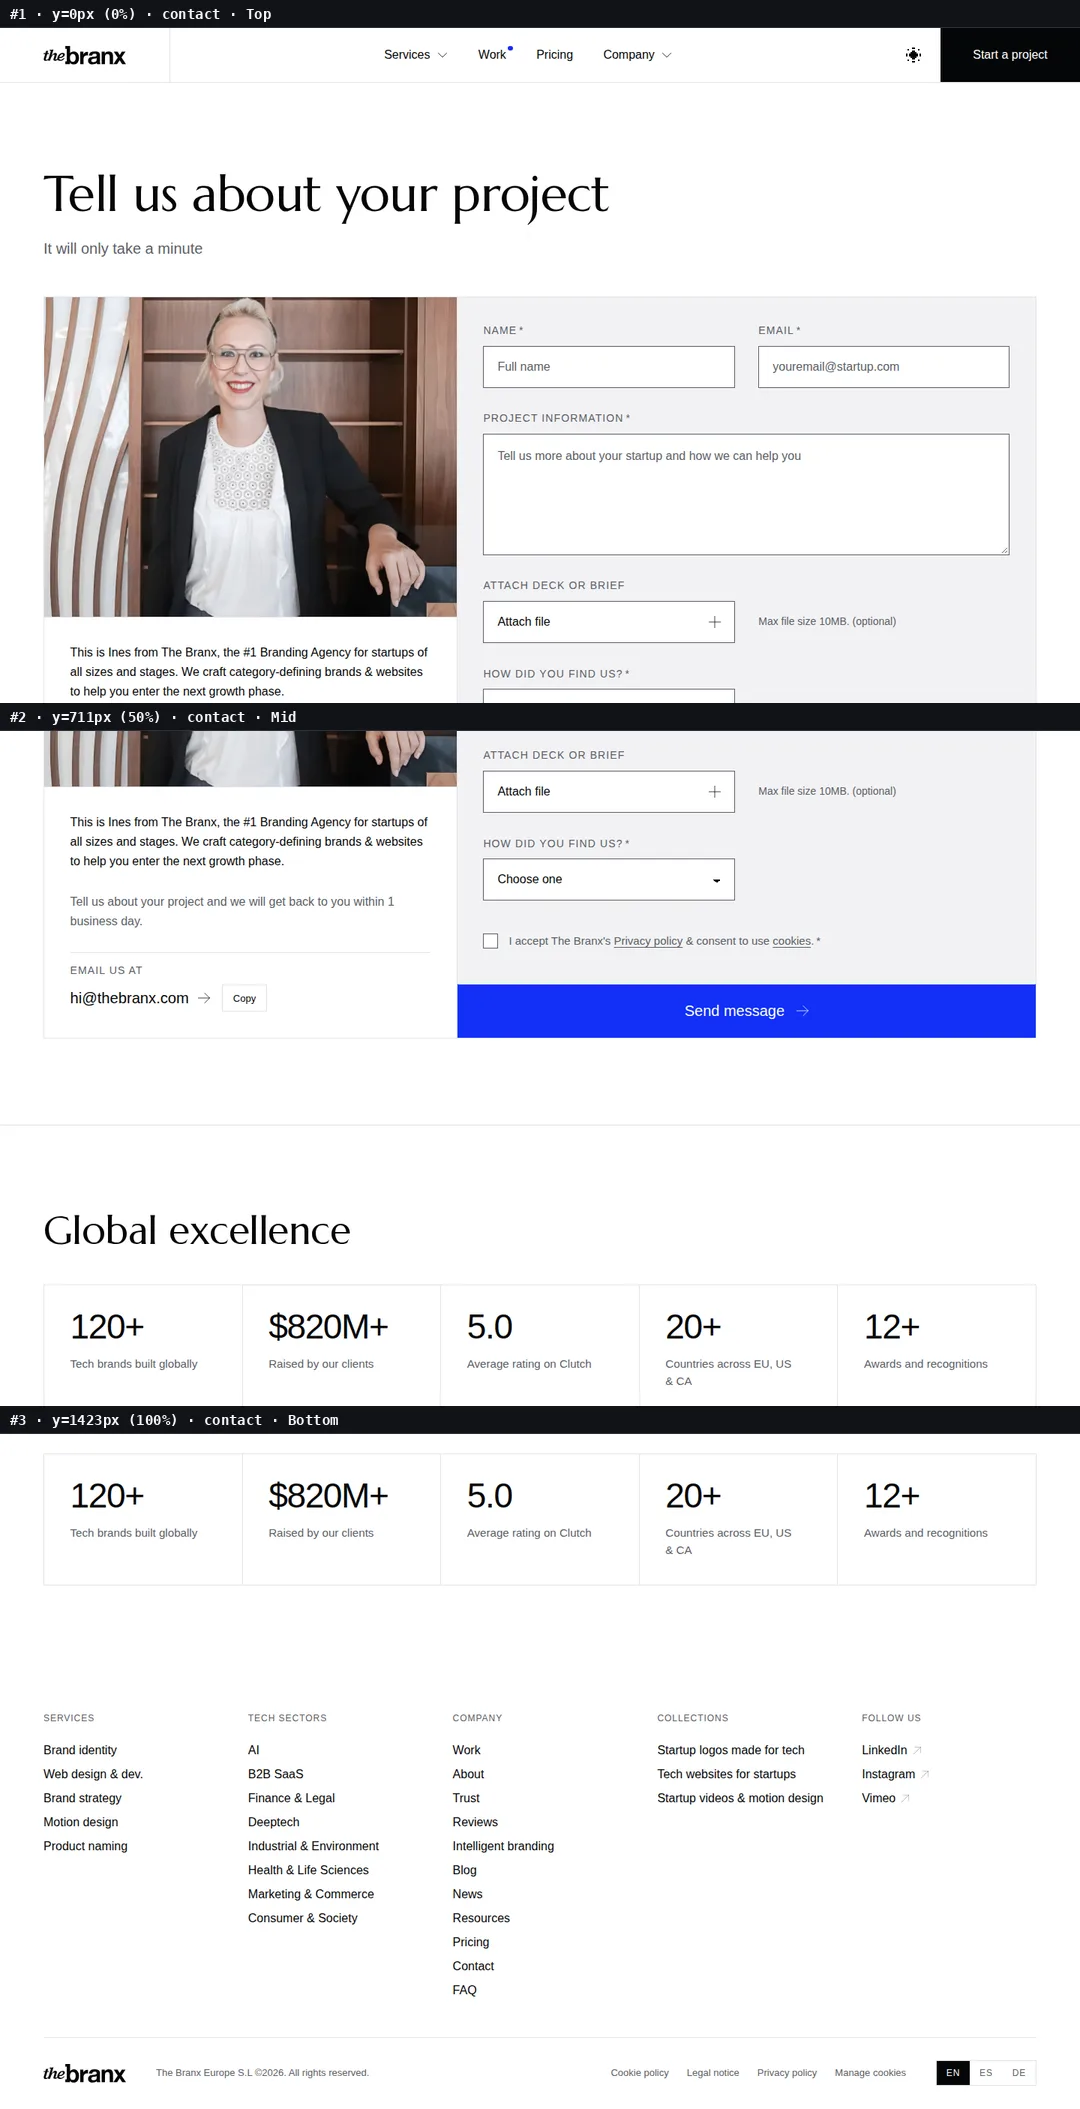 #1 · y=0px (0%) · contact · Top
thebranx
Services
Work
Pricing
Company
Start a project
Tell us about your project
It will only take a minute
NAME *
EMAIL *
Full name
youremail@startup.com
PROJECT INFORMATION *
Tell us more about your startup and how we can help you
ATTACH DECK OR BRIEF
Attach file
Max file size 10MB. (optional)
HOW DID YOU FIND US? *
This is Ines from The Branx, the #1 Branding Agency for startups of
all sizes and stages. We craft category-defining brands & websites
to help you enter the next growth phase.
#2 · y=711px (50%) · contact · Mid
ATTACH DECK OR BRIEF
Attach file
Max file size 10MB. (optional)
HOW DID YOU FIND US? *
Choose one
I accept The Branx's Privacy policy & consent to use cookies. *
Send message
This is Ines from The Branx, the #1 Branding Agency for startups of
all sizes and stages. We craft category-defining brands & websites
to help you enter the next growth phase.
Tell us about your project and we will get back to you within 1
business day.
EMAIL US AT
hi@thebranx.com
Copy
Global excellence
120+
Tech brands built globally
$820M+
Raised by our clients
5.0
Average rating on Clutch
20+
Countries across EU, US
& CA
12+
Awards and recognitions
#3 · y=1423px (100%) · contact · Bottom
120+
Tech brands built globally
$820M+
Raised by our clients
5.0
Average rating on Clutch
20+
Countries across EU, US
& CA
12+
Awards and recognitions
SERVICES
Brand identity
Web design & dev.
Brand strategy
Motion design
Product naming
TECH SECTORS
AI
B2B SaaS
Finance & Legal
Deeptech
Industrial & Environment
Health & Life Sciences
Marketing & Commerce
Consumer & Society
COMPANY
Work
About
Trust
Reviews
Intelligent branding
Blog
News
Resources
Pricing
Contact
FAQ
COLLECTIONS
Startup logos made for tech
Tech websites for startups
Startup videos & motion design
FOLLOW US
LinkedIn
Instagram
Vimeo
thebranx
The Branx Europe S.L ©2026. All rights reserved.
Cookie policy
Legal notice
Privacy policy
Manage cookies
EN
ES
DE